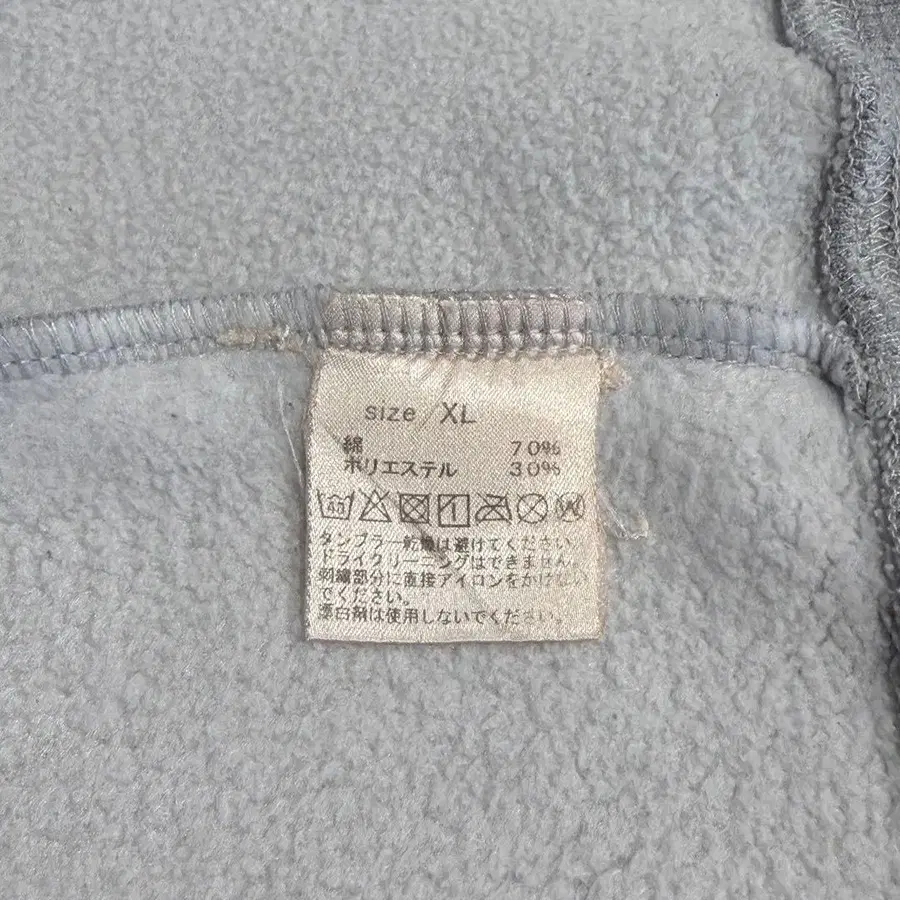 size/XL
綿 70%
ポリエステル 30%
40 W
タンブラー乾燥は避けてください。
ドライクリーニングはできません。
刺繍部分に直接アイロンをかけない
でください。
漂白剤は使用しないでください。